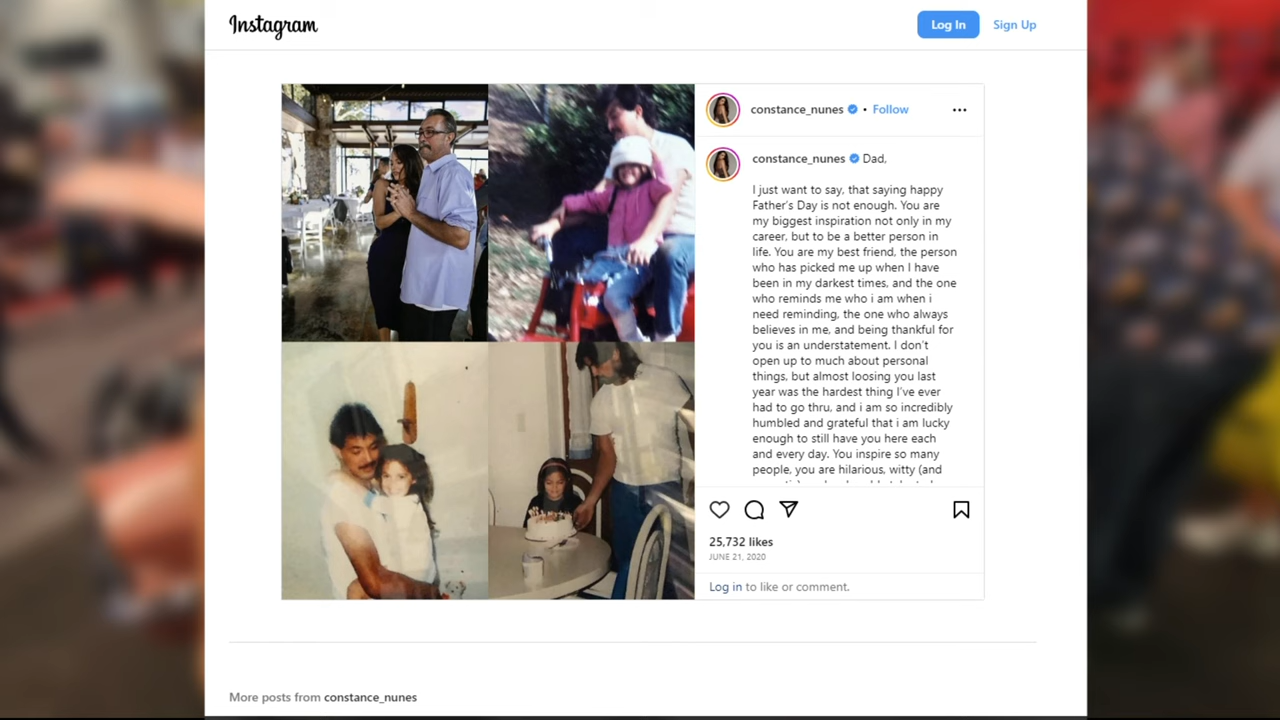 Instagram
Log In
Sign Up
constance_nunes • Follow
constance_nunes Dad,
I just want to say, that saying happy
Father's Day is not enough. You are
my biggest inspiration not only in my
career, but to be a better person in
life. You are my best friend, the person
who has picked me up when I have
been in my darkest times, and the one
who reminds me who i am when i
need reminding, the one who always
believes in me, and being thankful for
you is an understatement. I don't
open up to much about personal
things, but almost loosing you last
year was the hardest thing I've ever
had to go thru, and i am so incredibly
humbled and grateful that i am lucky
enough to still have you here each
and every day. You inspire so many
people, you are hilarious, witty (and
25,732 likes
JUNE 21, 2020
Log in to like or comment.
More posts from constance_nunes